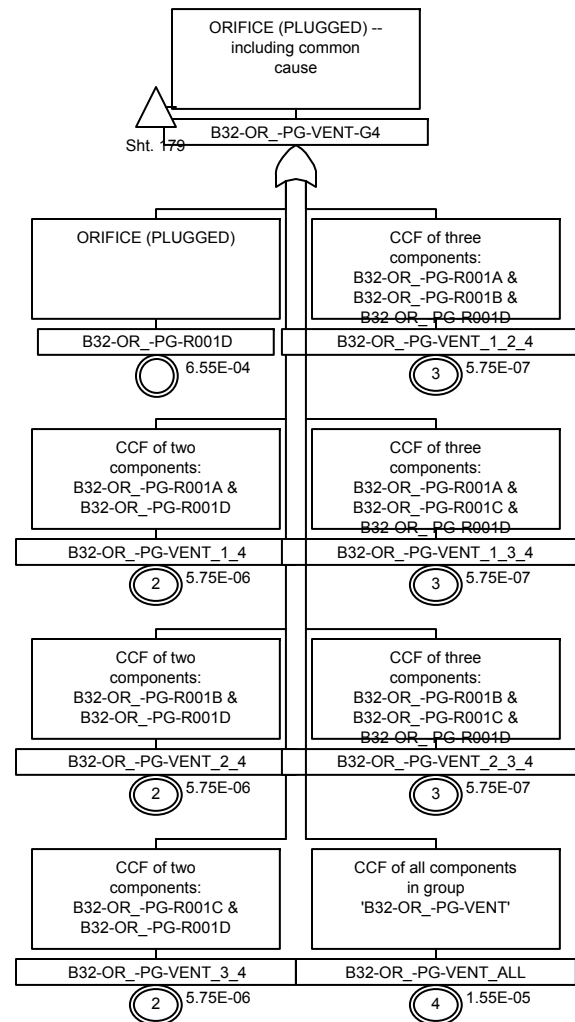 ORIFICE (PLUGGED) --
including common
cause
B32-OR_-PG-VENT-G4
Sht. 179
ORIFICE (PLUGGED)
B32-OR_-PG-R001D
6.55E-04
CCF of three
components:
B32-OR_-PG-R001A &
B32-OR_-PG-R001B &
B32-OR_-PG-R001D
B32-OR_-PG-VENT_1_2_4
3
5.75E-07
CCF of two
components:
B32-OR_-PG-R001A &
B32-OR_-PG-R001D
B32-OR_-PG-VENT_1_4
2
5.75E-06
CCF of three
components:
B32-OR_-PG-R001A &
B32-OR_-PG-R001C &
B32-OR_-PG-R001D
B32-OR_-PG-VENT_1_3_4
3
5.75E-07
CCF of two
components:
B32-OR_-PG-R001B &
B32-OR_-PG-R001D
B32-OR_-PG-VENT_2_4
2
5.75E-06
CCF of three
components:
B32-OR_-PG-R001B &
B32-OR_-PG-R001C &
B32-OR_-PG-R001D
B32-OR_-PG-VENT_2_3_4
3
5.75E-07
CCF of two
components:
B32-OR_-PG-R001C &
B32-OR_-PG-R001D
B32-OR_-PG-VENT_3_4
2
5.75E-06
CCF of all components
in group
'B32-OR_-PG-VENT'
B32-OR_-PG-VENT_ALL
4
1.55E-05